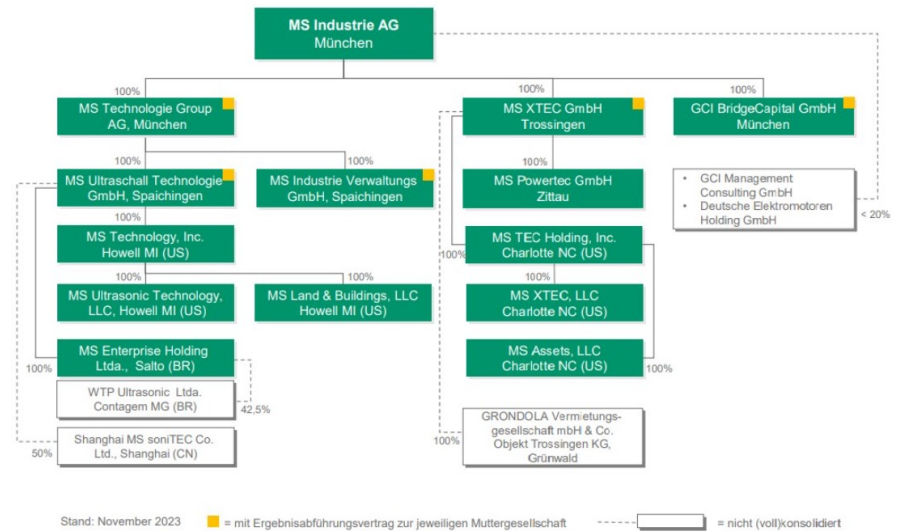 MS Industrie AG
München
100%
MS Technologie Group
AG, München
100%
MS XTEC GmbH
Trossingen
100%
GCI BridgeCapital GmbH
München
100%
MS Ultraschall Technologie
GmbH, Spaichingen
100%
MS Industrie Verwaltungs
GmbH, Spaichingen
100%
MS Powertec GmbH
Zittau
• GCI Management
Consulting GmbH
• Deutsche Elektromotoren
Holding GmbH
< 20%
100%
MS Technology, Inc.
Howell MI (US)
MS TEC Holding, Inc.
Charlotte NC (US)
100%
100%
MS Ultrasonic Technology,
LLC, Howell MI (US)
100%
MS Land & Buildings, LLC
Howell MI (US)
100%
MS XTEC, LLC
Charlotte NC (US)
MS Enterprise Holding
Ltda., Salto (BR)
100%
MS Assets, LLC
Charlotte NC (US)
100%
WTP Ultrasonic Ltda.
Contagem MG (BR)
42,5%
Shanghai MS soniTEC Co.
Ltd., Shanghai (CN)
50%
GRONDOLA Vermietungs-
gesellschaft mbH & Co.
Objekt Trossingen KG,
Grünwald
100%
Stand: November 2023
= mit Ergebnisabführungsvertrag zur jeweiligen Muttergesellschaft
= nicht (voll)konsolidiert